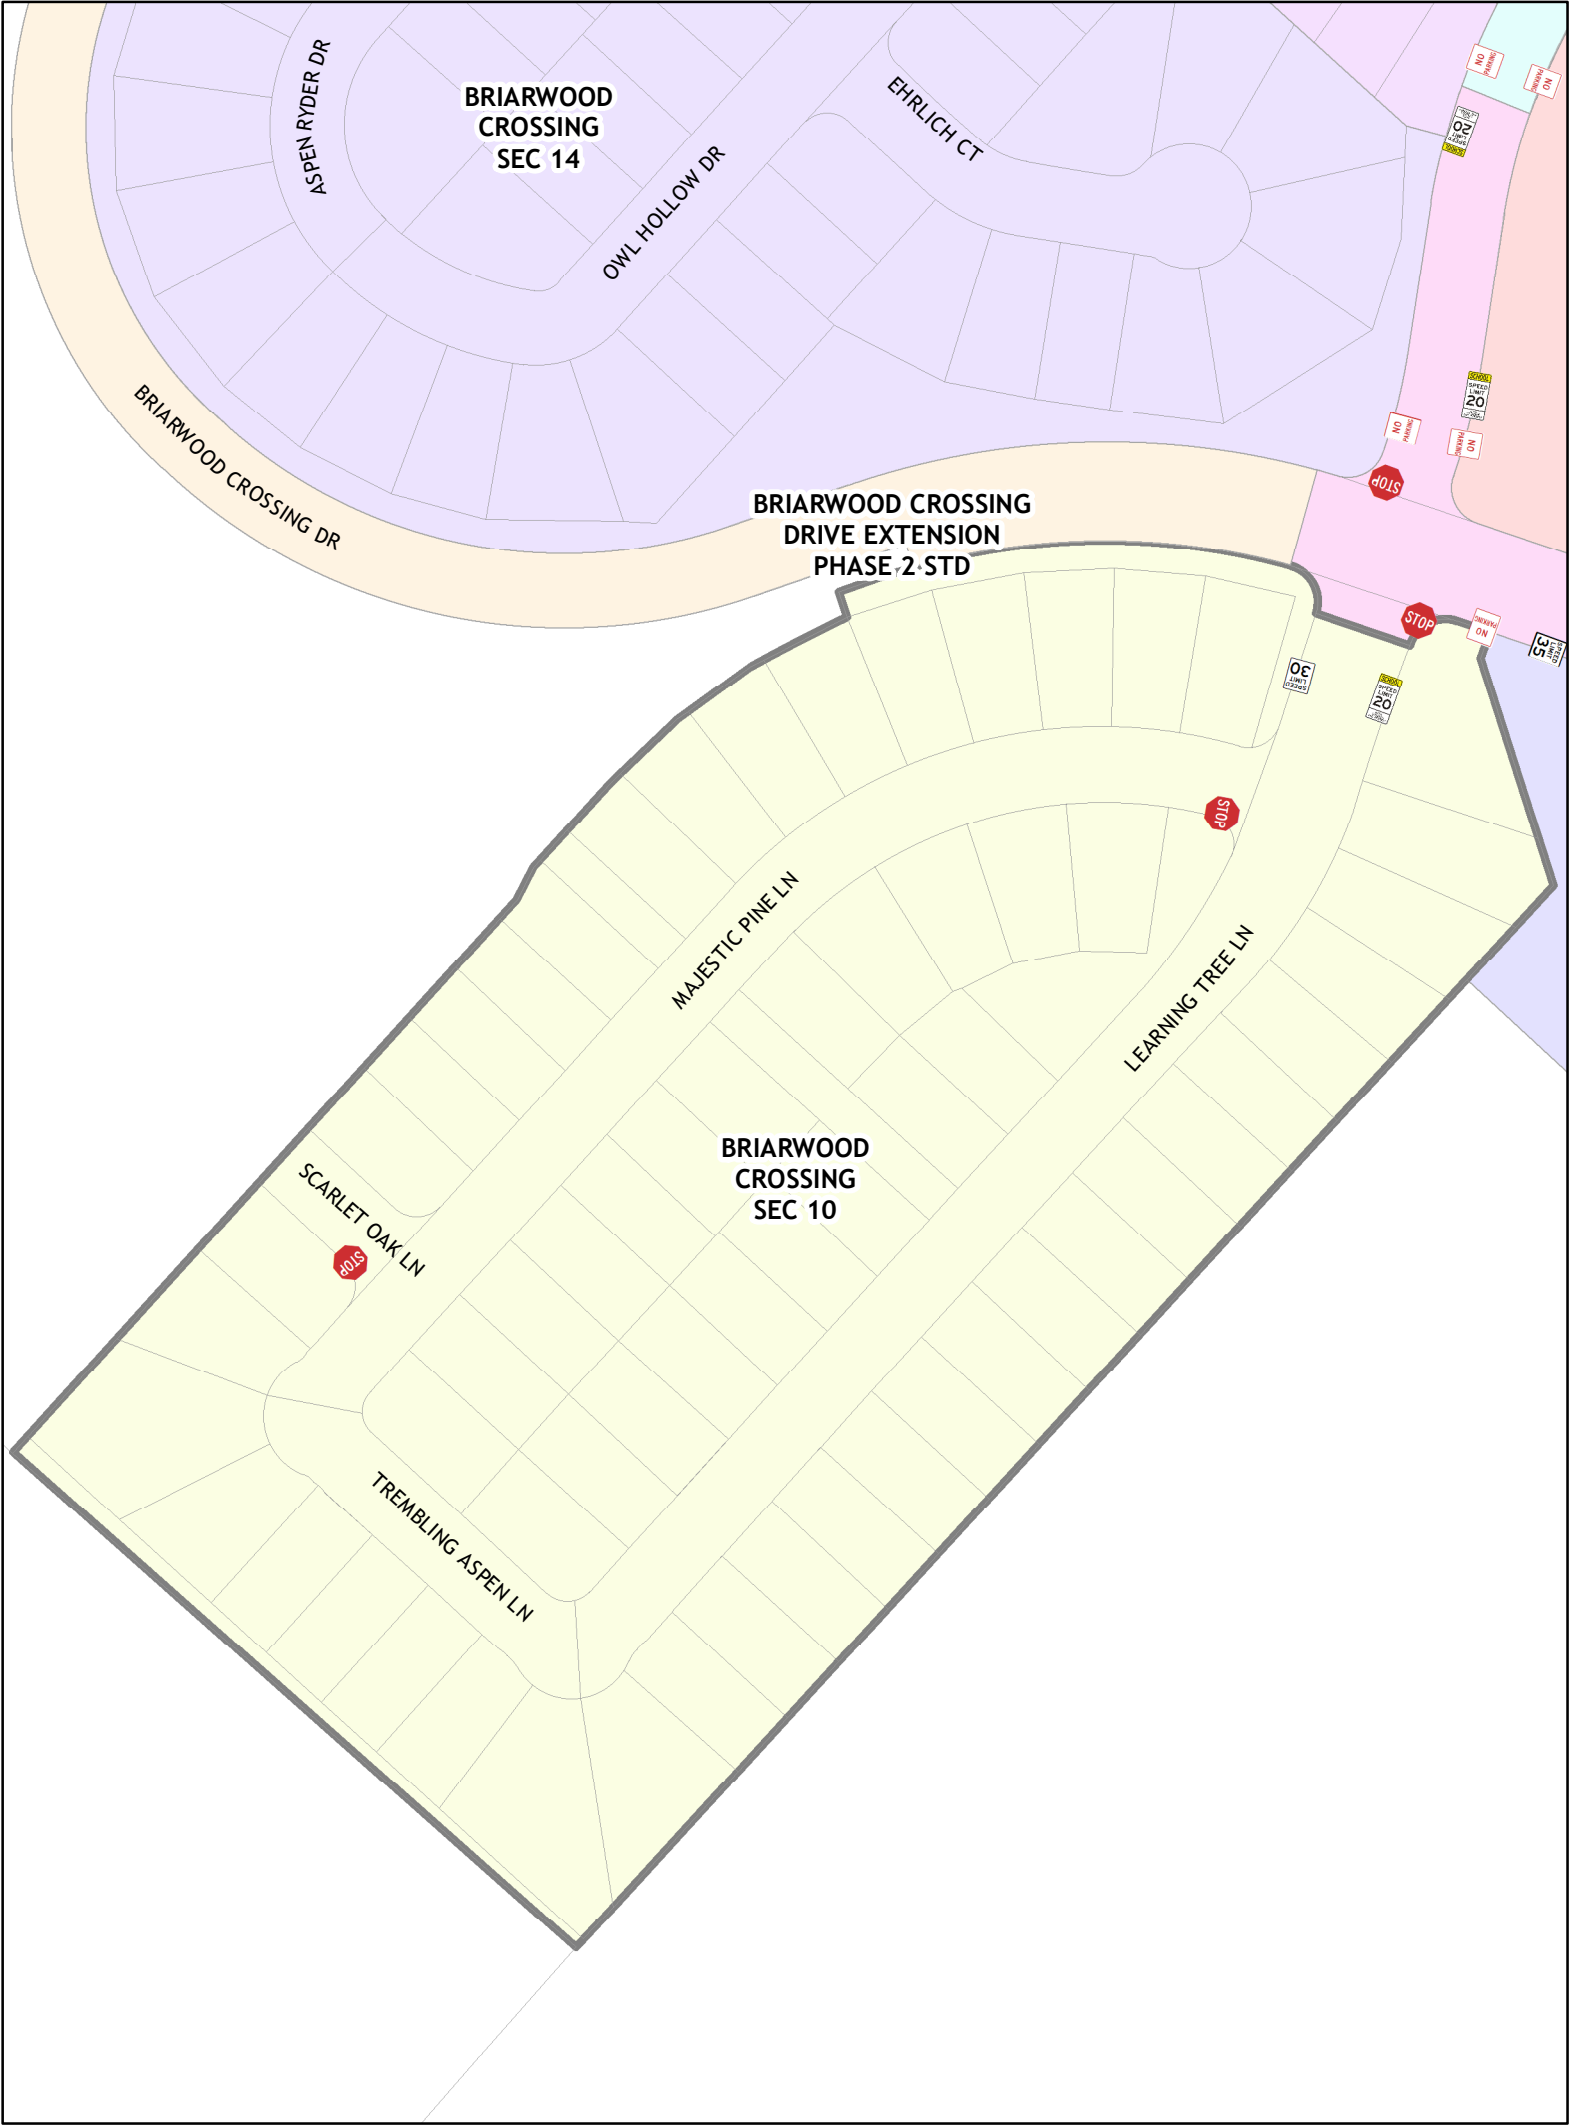 NO
PARKING
NO
PARKING
ASPEN RYDER DR
BRIARWOOD
CROSSING
SEC 14
EHRLICH CT
SPEED
LIMIT
20
SCHOOL
OWL HOLLOW DR
BRIARWOOD CROSSING DR
SCHOOL
SPEED
LIMIT
20
NO
PARKING
NO
PARKING
STOP
BRIARWOOD CROSSING
DRIVE EXTENSION
PHASE 2 STD
STOP
NO
PARKING
SPEED
LIMIT
35
SPEED
LIMIT
30
SCHOOL
SPEED
LIMIT
20
STOP
MAJESTIC PINE LN
LEARNING TREE LN
BRIARWOOD
CROSSING
SEC 10
SCARLET OAK LN
STOP
TREMBLING ASPEN LN